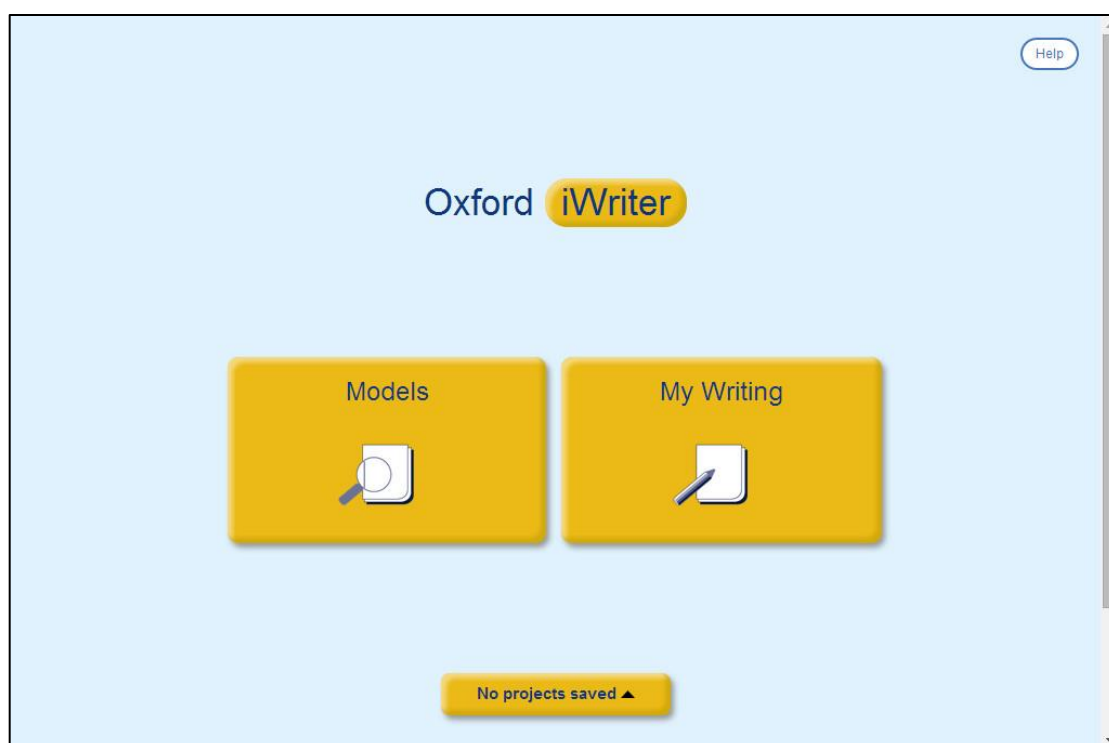 Help
Oxford iWriter
Models
My Writing
No projects saved